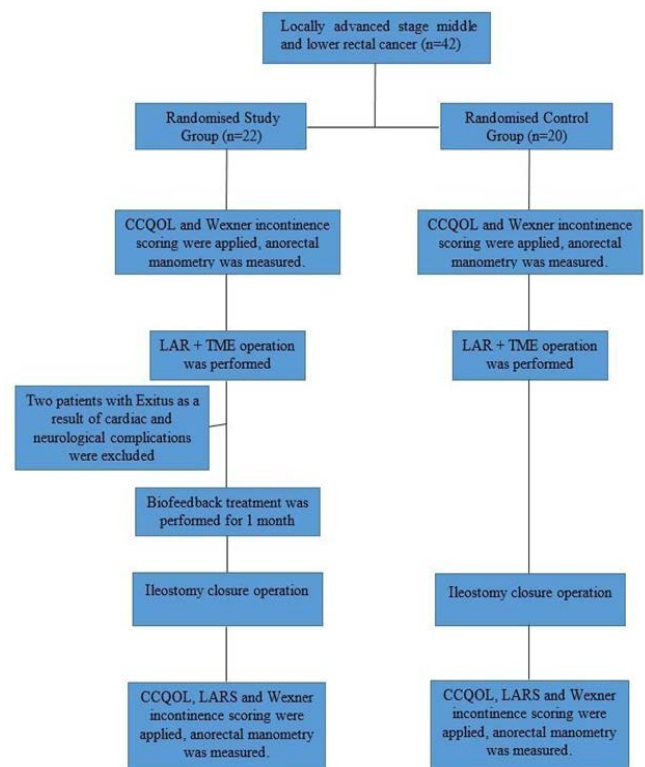 Locally advanced stage middle
and lower rectal cancer (n=42)
Randomised Study
Group (n=22)
Randomised Control
Group (n=20)
CCQOL and Wexner incontinence
scoring were applied, anorectal
manometry was measured.
CCQOL and Wexner incontinence
scoring were applied, anorectal
manometry was measured.
LAR + TME operation
was performed
LAR + TME operation
was performed
Two patients with Exitus as a
result of cardiac and
neurological complications
were excluded
Biofeedback treatment was
performed for 1 month
Ileostomy closure operation
Ileostomy closure operation
CCQOL, LARS and Wexner
incontinence scoring were
applied, anorectal manometry
was measured.
CCQOL, LARS and Wexner
incontinence scoring were
applied, anorectal manometry
was measured.